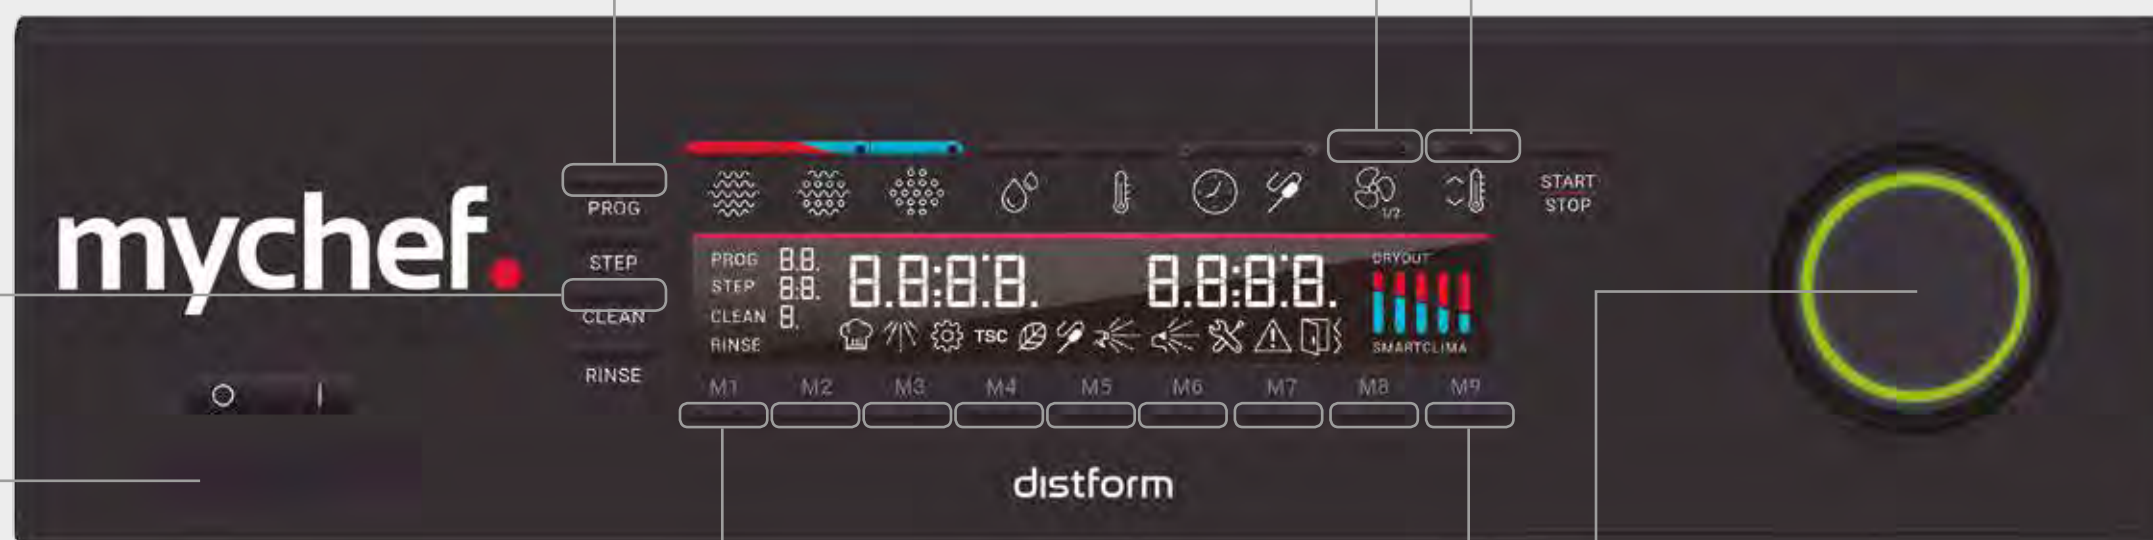 mychef.
PROG
STEP
CLEAN
RINSE
1/2
START
STOP
PROG 8.8.
STEP 8:8.
CLEAN 8.
RINSE
8.8:8.8.
8.8:8.8.
TSC
DRYOUT
SMARTCLIMA
M1 M2 M3 M4 M5 M6 M7 M8 M9
distform